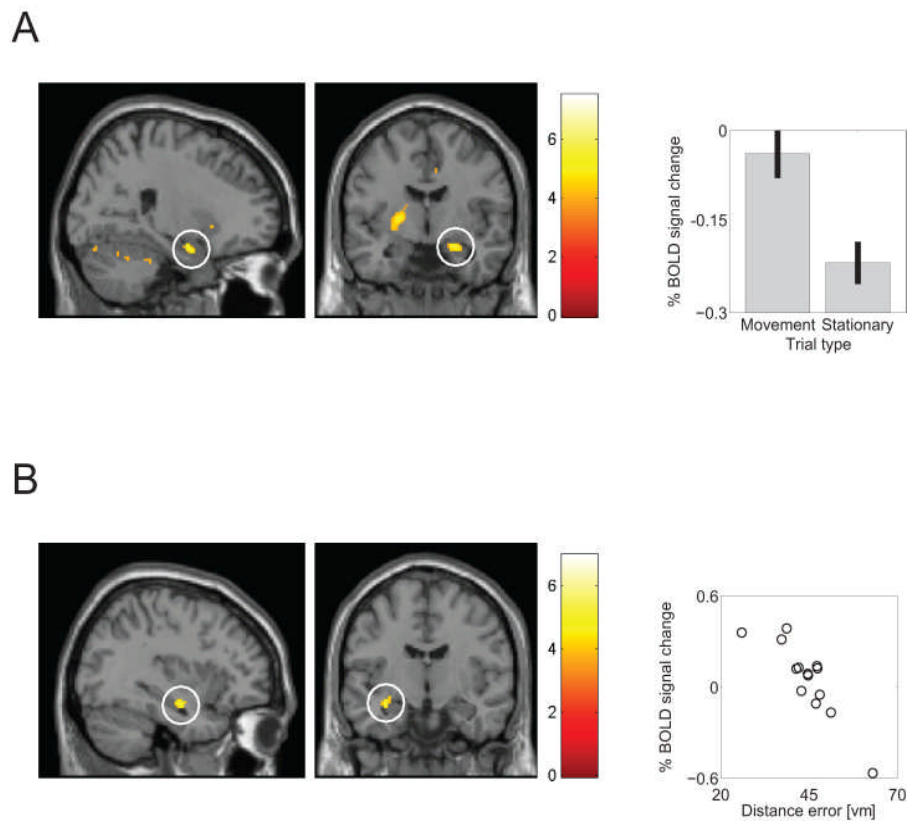 A
6
4
2
0
% BOLD signal change
0
-0.15
−0.3
Movement Stationary
Trial type
B
6
4
2
0
% BOLD signal change
0.6
0
−0.6
20 45 70
Distance error [vm]